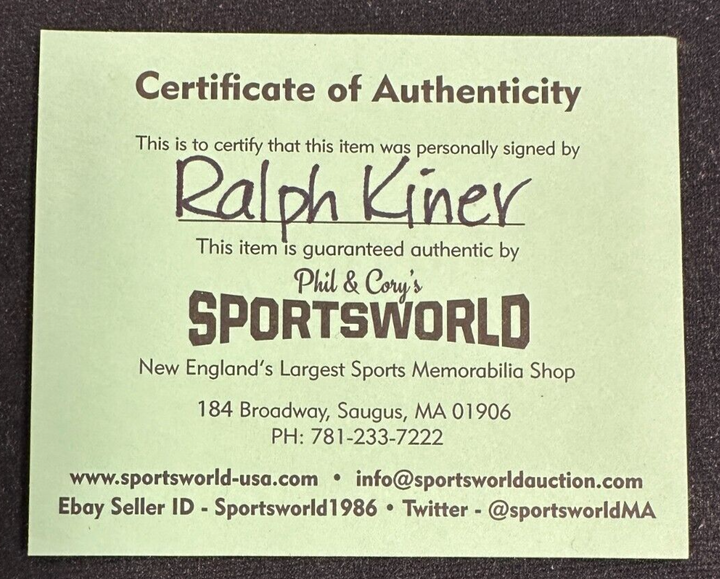 Certificate of Authenticity
This is to certify that this item was personally signed by
Ralph Kiner
This item is guaranteed authentic by
Phil & Cory's
SPORTSWORLD
New England's Largest Sports Memorabilia Shop
184 Broadway, Saugus, MA 01906
PH: 781-233-7222
www.sportsworld-usa.com • info@sportsworldauction.com
Ebay Seller ID - Sportsworld1986 • Twitter - @sportsworldMA